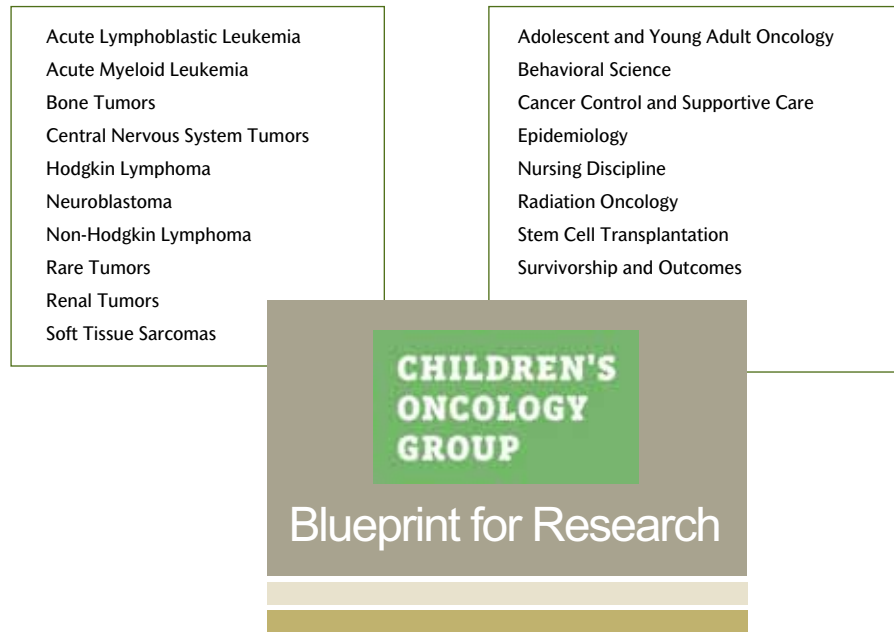 Acute Lymphoblastic Leukemia
Acute Myeloid Leukemia
Bone Tumors
Central Nervous System Tumors
Hodgkin Lymphoma
Neuroblastoma
Non-Hodgkin Lymphoma
Rare Tumors
Renal Tumors
Soft Tissue Sarcomas
Adolescent and Young Adult Oncology
Behavioral Science
Cancer Control and Supportive Care
Epidemiology
Nursing Discipline
Radiation Oncology
Stem Cell Transplantation
Survivorship and Outcomes
CHILDREN'S
ONCOLOGY
GROUP
Blueprint for Research